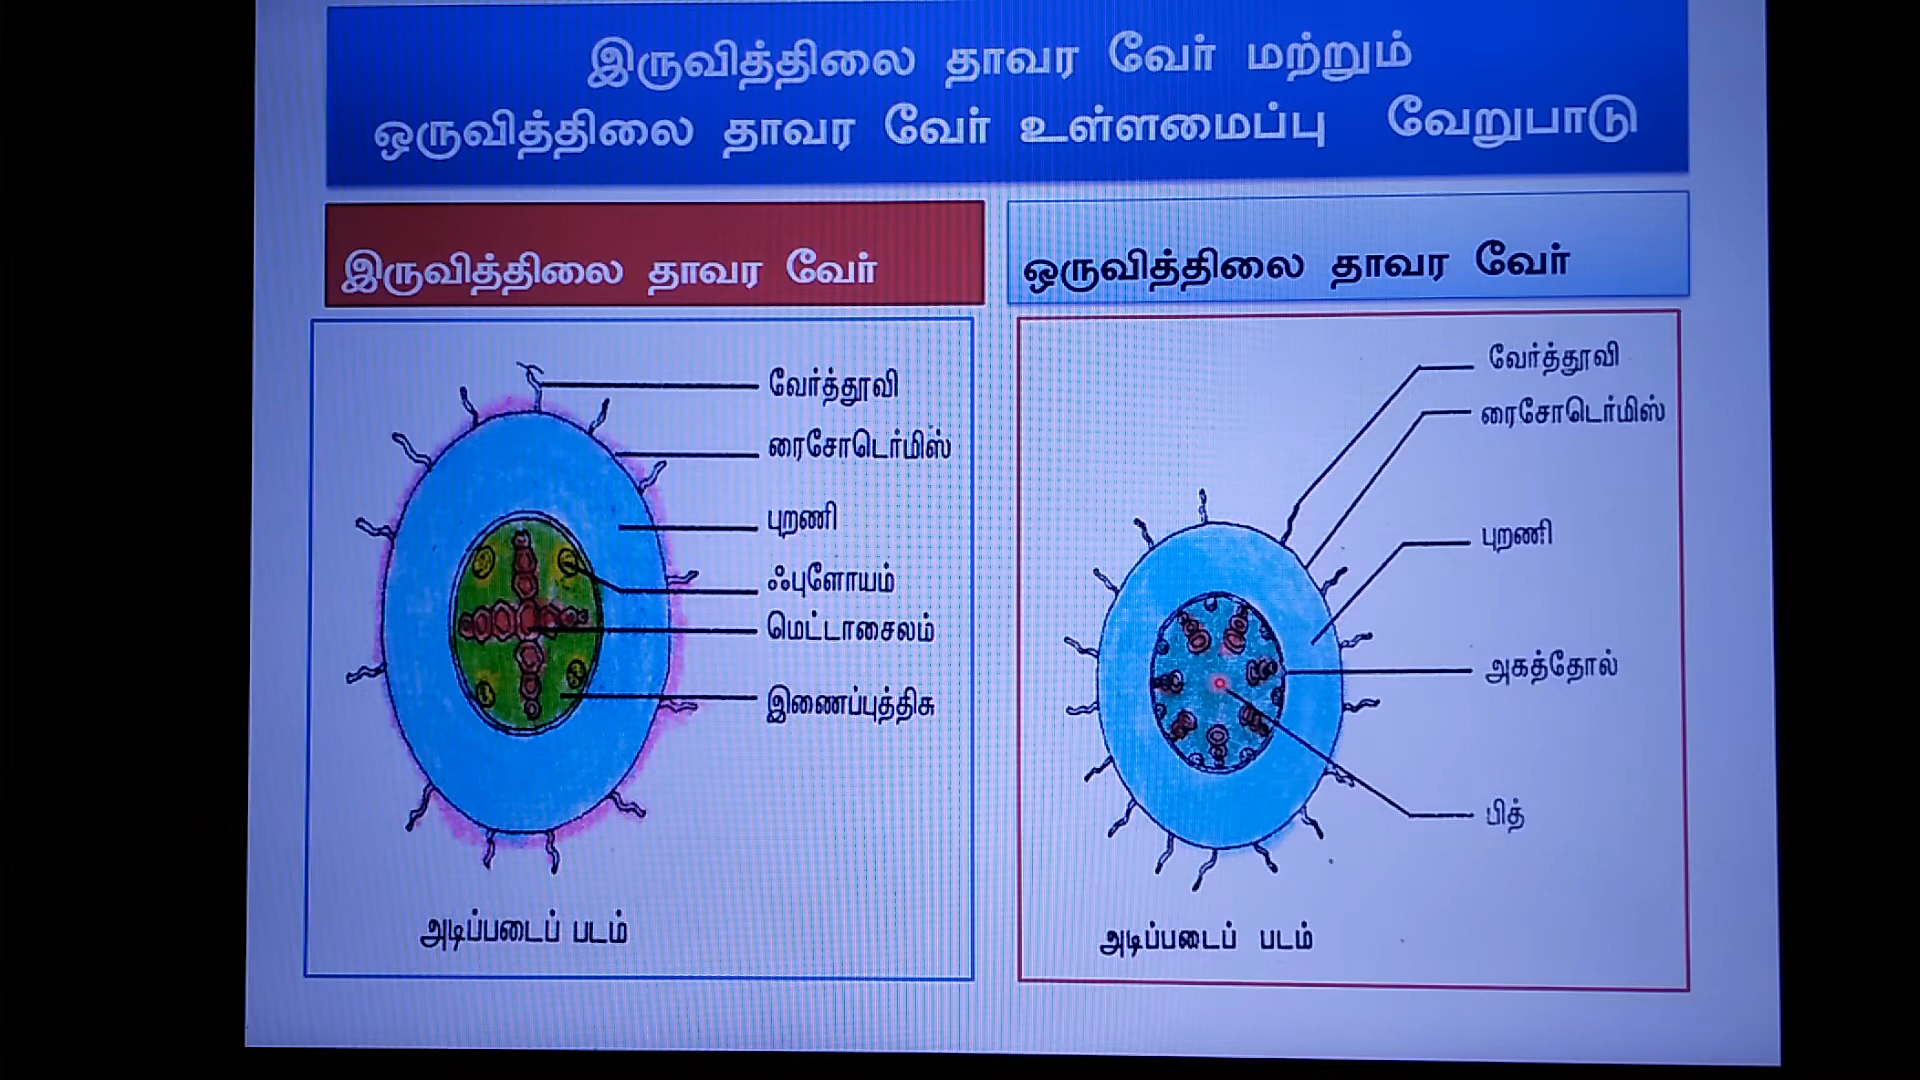 இருவித்திலை தாவர வேர் மற்றும்
ஒருவித்திலை தாவர வேர் உள்ளமைப்பு வேறுபாடு
இருவித்திலை தாவர வேர்
வேர்த்தூவி
ரைசோடெர்மிஸ்
புறணி
ஃபுளோயம்
மெட்டாசைலம்
இணைப்புத்திசு
அடிப்படைப் படம்
ஒருவித்திலை தாவர வேர்
வேர்த்தூவி
ரைசோடெர்மிஸ்
புறணி
அகத்தோல்
பித்
அடிப்படைப் படம்